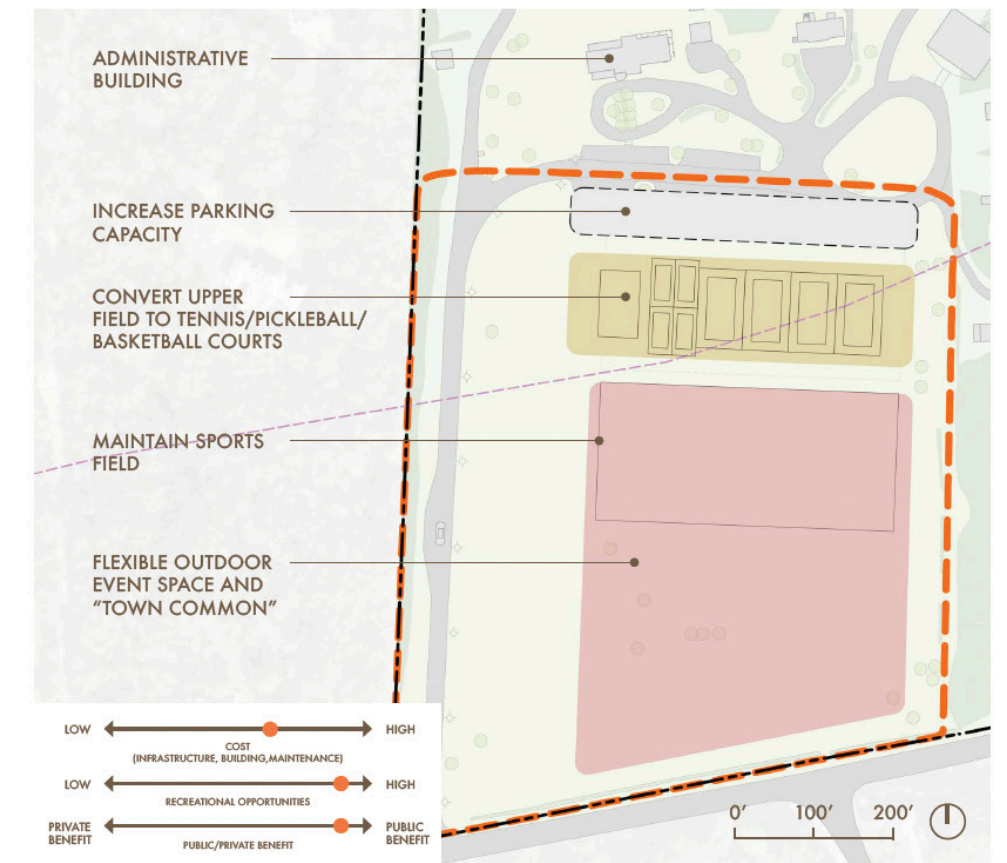 ADMINISTRATIVE
BUILDING
INCREASE PARKING
CAPACITY
CONVERT UPPER
FIELD TO TENNIS/PICKLEBALL/
BASKETBALL COURTS
MAINTAIN SPORTS
FIELD
FLEXIBLE OUTDOOR
EVENT SPACE AND
“TOWN COMMON”
LOW HIGH
COST
(INFRASTRUCTURE, BUILDING,MAINTENANCE)
LOW HIGH
RECREATIONAL OPPORTUNITIES
PRIVATE PUBLIC
BENEFIT BENEFIT
PUBLIC/PRIVATE BENEFIT
0’ 100’ 200’